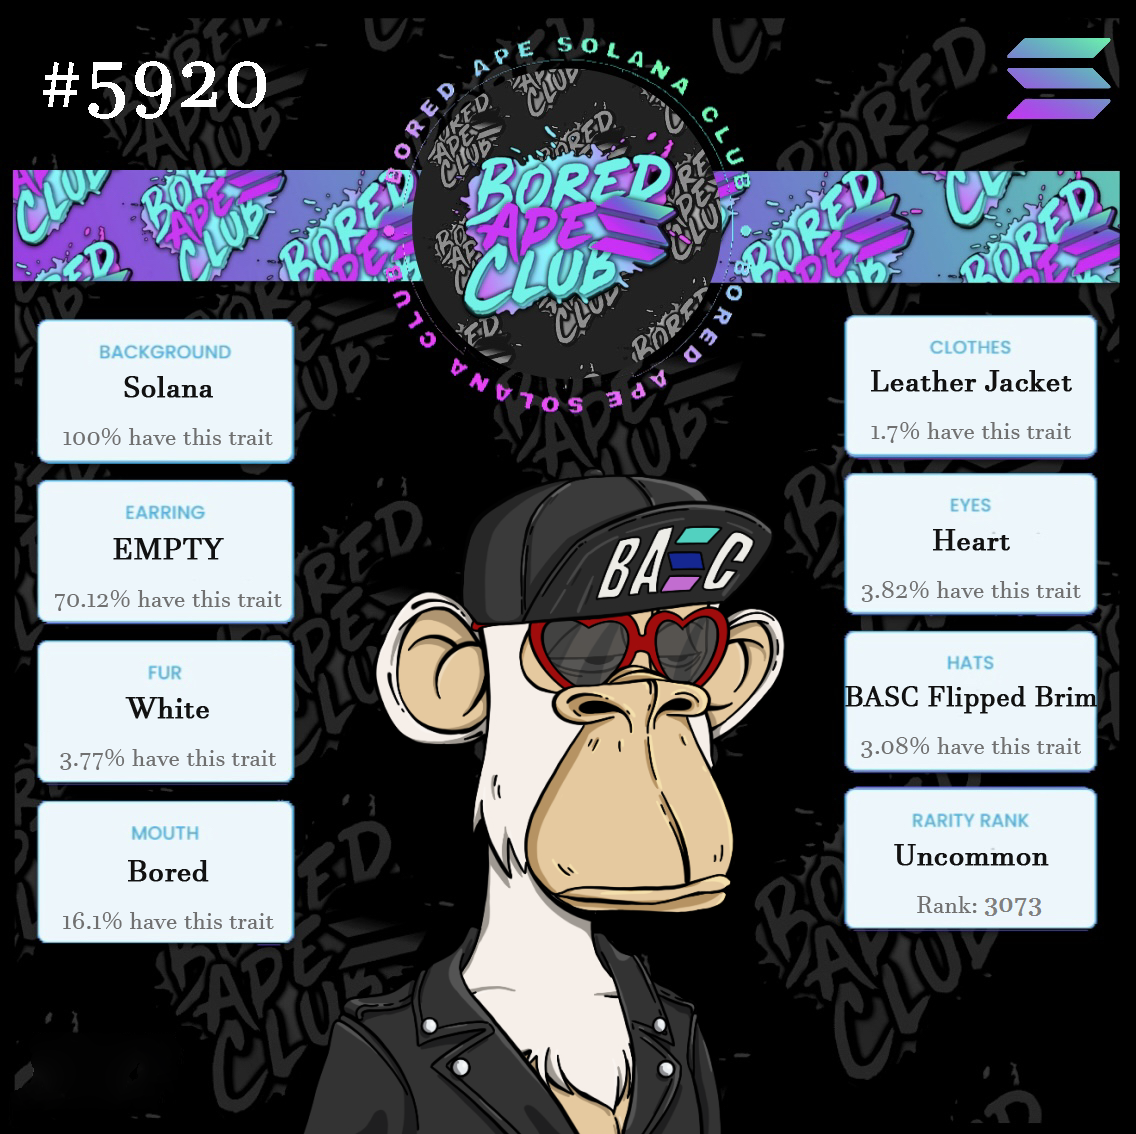 #5920
BORED APE SOLANA CLUB
BORED APE SOLANA CLUB
BORED
APE
CLUB
BACKGROUND
Solana
100% have this trait
EARRING
EMPTY
70.12% have this trait
FUR
White
3.77% have this trait
MOUTH
Bored
16.1% have this trait
CLOTHES
Leather Jacket
1.7% have this trait
EYES
Heart
3.82% have this trait
HATS
BASC Flipped Brim
3.08% have this trait
RARITY RANK
Uncommon
Rank: 3073
BASC